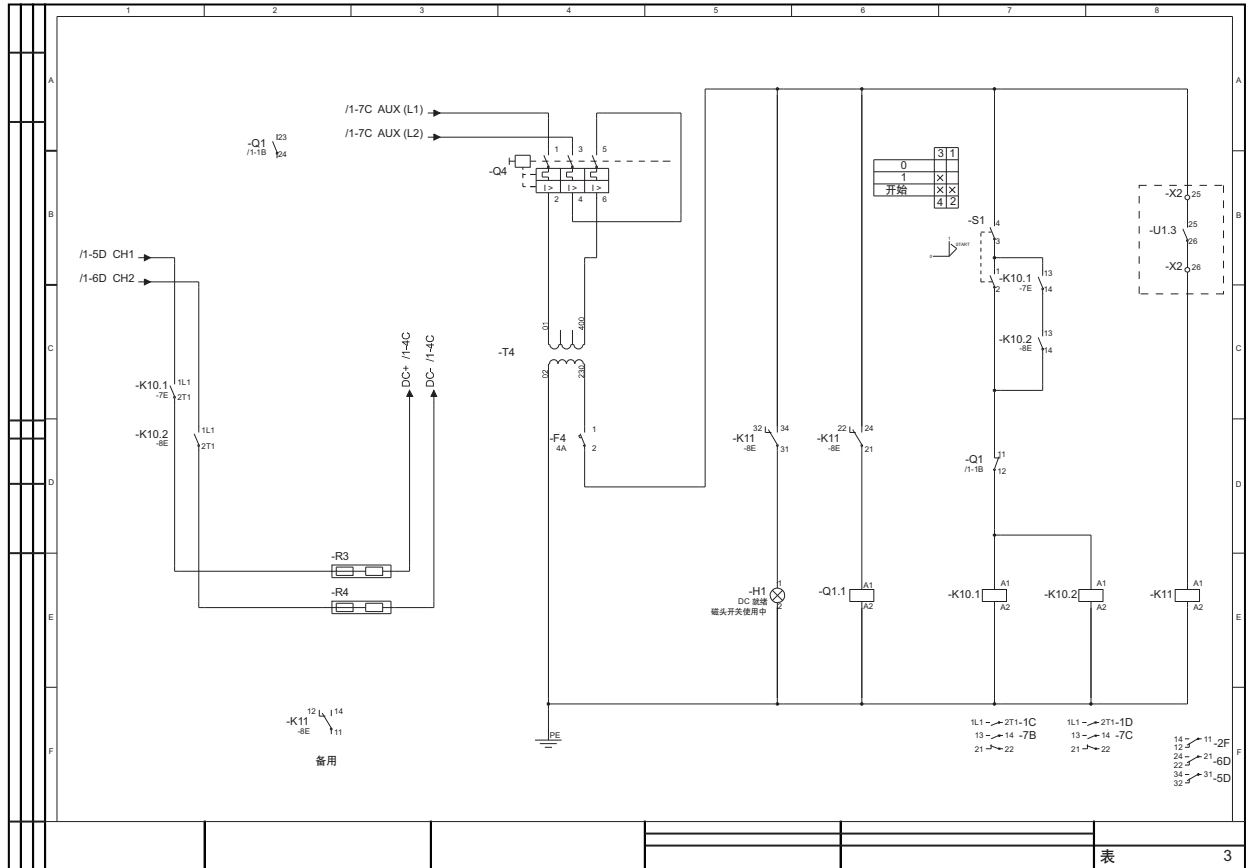 1 2 3 4 5 6 7 8
A A
B B
C C
D D
E E
F F
/1-7C AUX (L1)
/1-7C AUX (L2)
-Q1
/1-1B
23
24
-Q4
1 3 5
I> I> I>
2 4 6
3 1
0
1 ×
开始 × ×
4 2
-S1
4
3
1
2
0 1 START
-X2 25
-U1.3
25
26
-X2 26
/1-5D CH1
/1-6D CH2
-K10.1
-7E
13
14
-K10.2
-8E
13
14
01 400
-T4
02 230
DC+ /1-4C
DC- /1-4C
-K10.1
-7E
1L1
2T1
-K10.2
-8E
1L1
2T1
-F4
4A
1
2
-K11
-8E
32 34
31
-K11
-8E
22 24
21
-Q1
/1-1B
11
12
-R3
-R4
-H1
DC 就绪
磁头开关使用中
1
2
-Q1.1
A1
A2
-K10.1
A1
A2
-K10.2
A1
A2
-K11
A1
A2
-K11
-8E
12 14
11
备用
PE
1L1 2T1 -1C
13 14 -7B
21 22
1L1 2T1 -1D
13 14 -7C
21 22
14 11 -2F
12
24 21 -6D
22
34 31 -5D
32
表 3